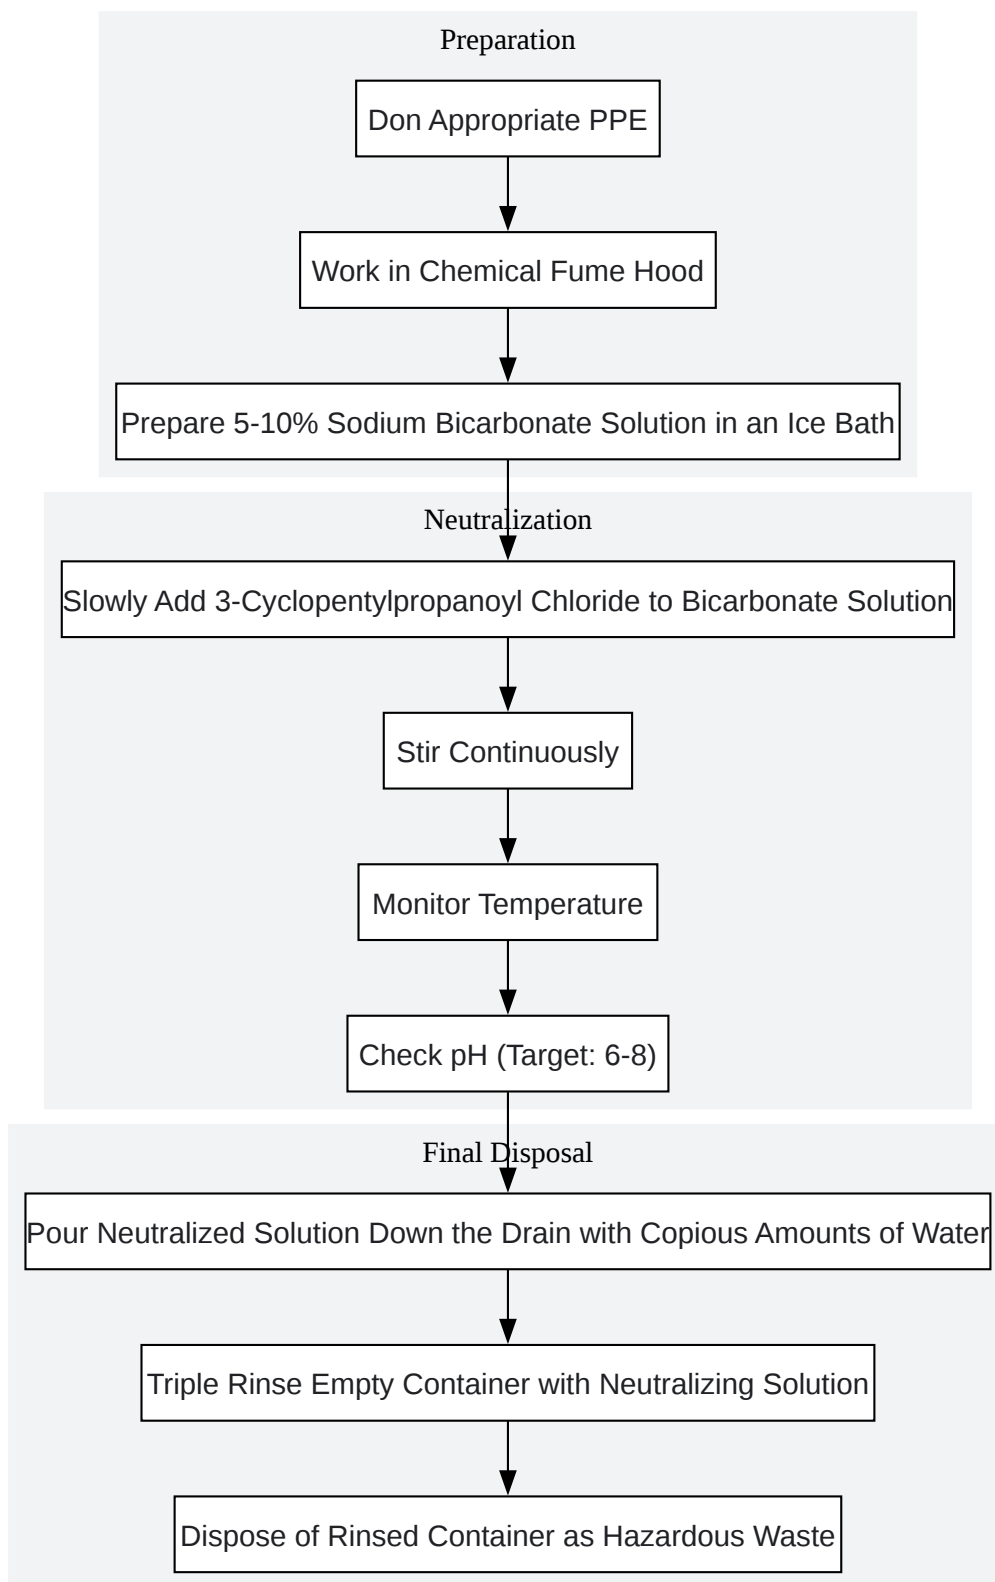 Preparation
Don Appropriate PPE
Work in Chemical Fume Hood
Prepare 5-10% Sodium Bicarbonate Solution in an Ice Bath
Neutralization
Slowly Add 3-Cyclopentylpropanoyl Chloride to Bicarbonate Solution
Stir Continuously
Monitor Temperature
Check pH (Target: 6-8)
Final Disposal
Pour Neutralized Solution Down the Drain with Copious Amounts of Water
Triple Rinse Empty Container with Neutralizing Solution
Dispose of Rinsed Container as Hazardous Waste